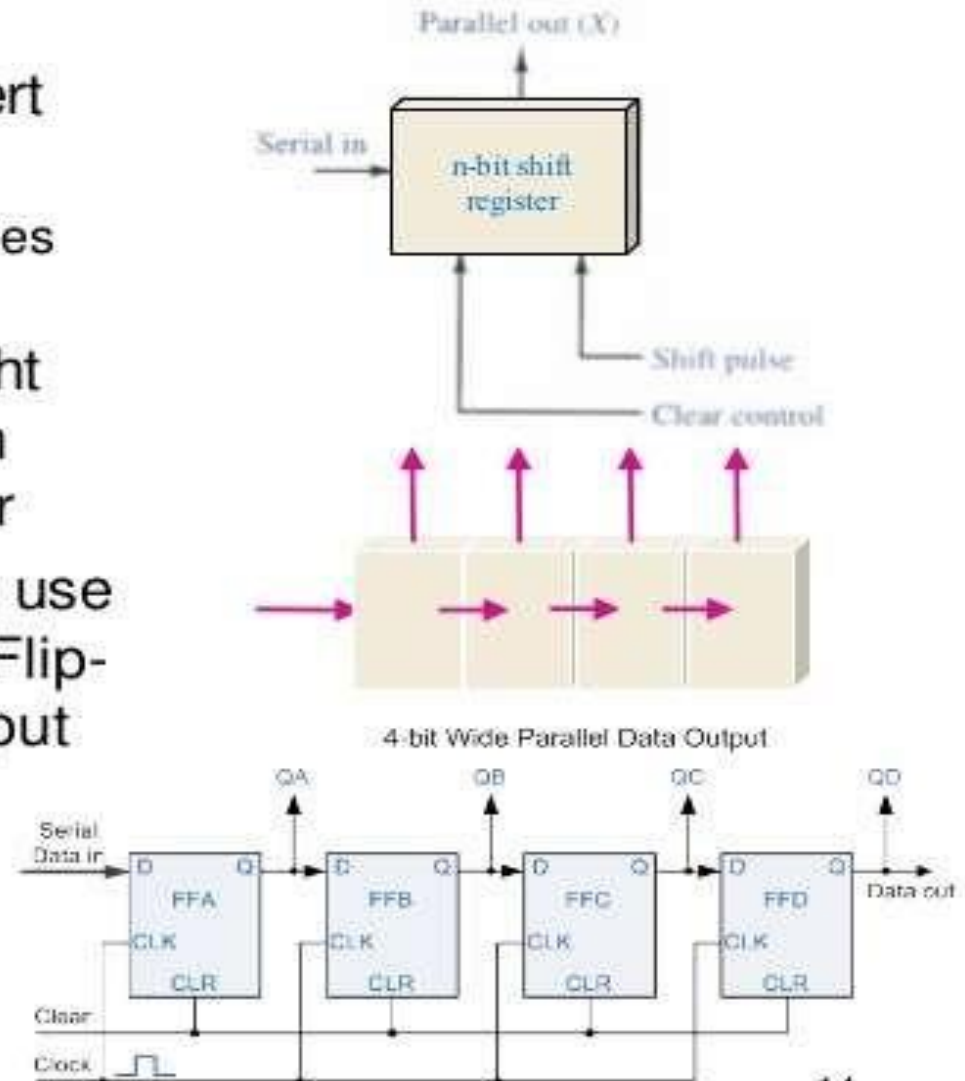 Parallel out (X)
ert
Serial in
n-bit shift
register
es
ht
Shift pulse
Clear control
r
use
Flip-
out
4-bit Wide Parallel Data Output
QA QB QC QD
Serial
Data in
D Q D Q D Q D Q
Data out
FFA FFB FFC FFD
CLK CLK CLK CLK
CLR CLR CLR CLR
Clear
Clock